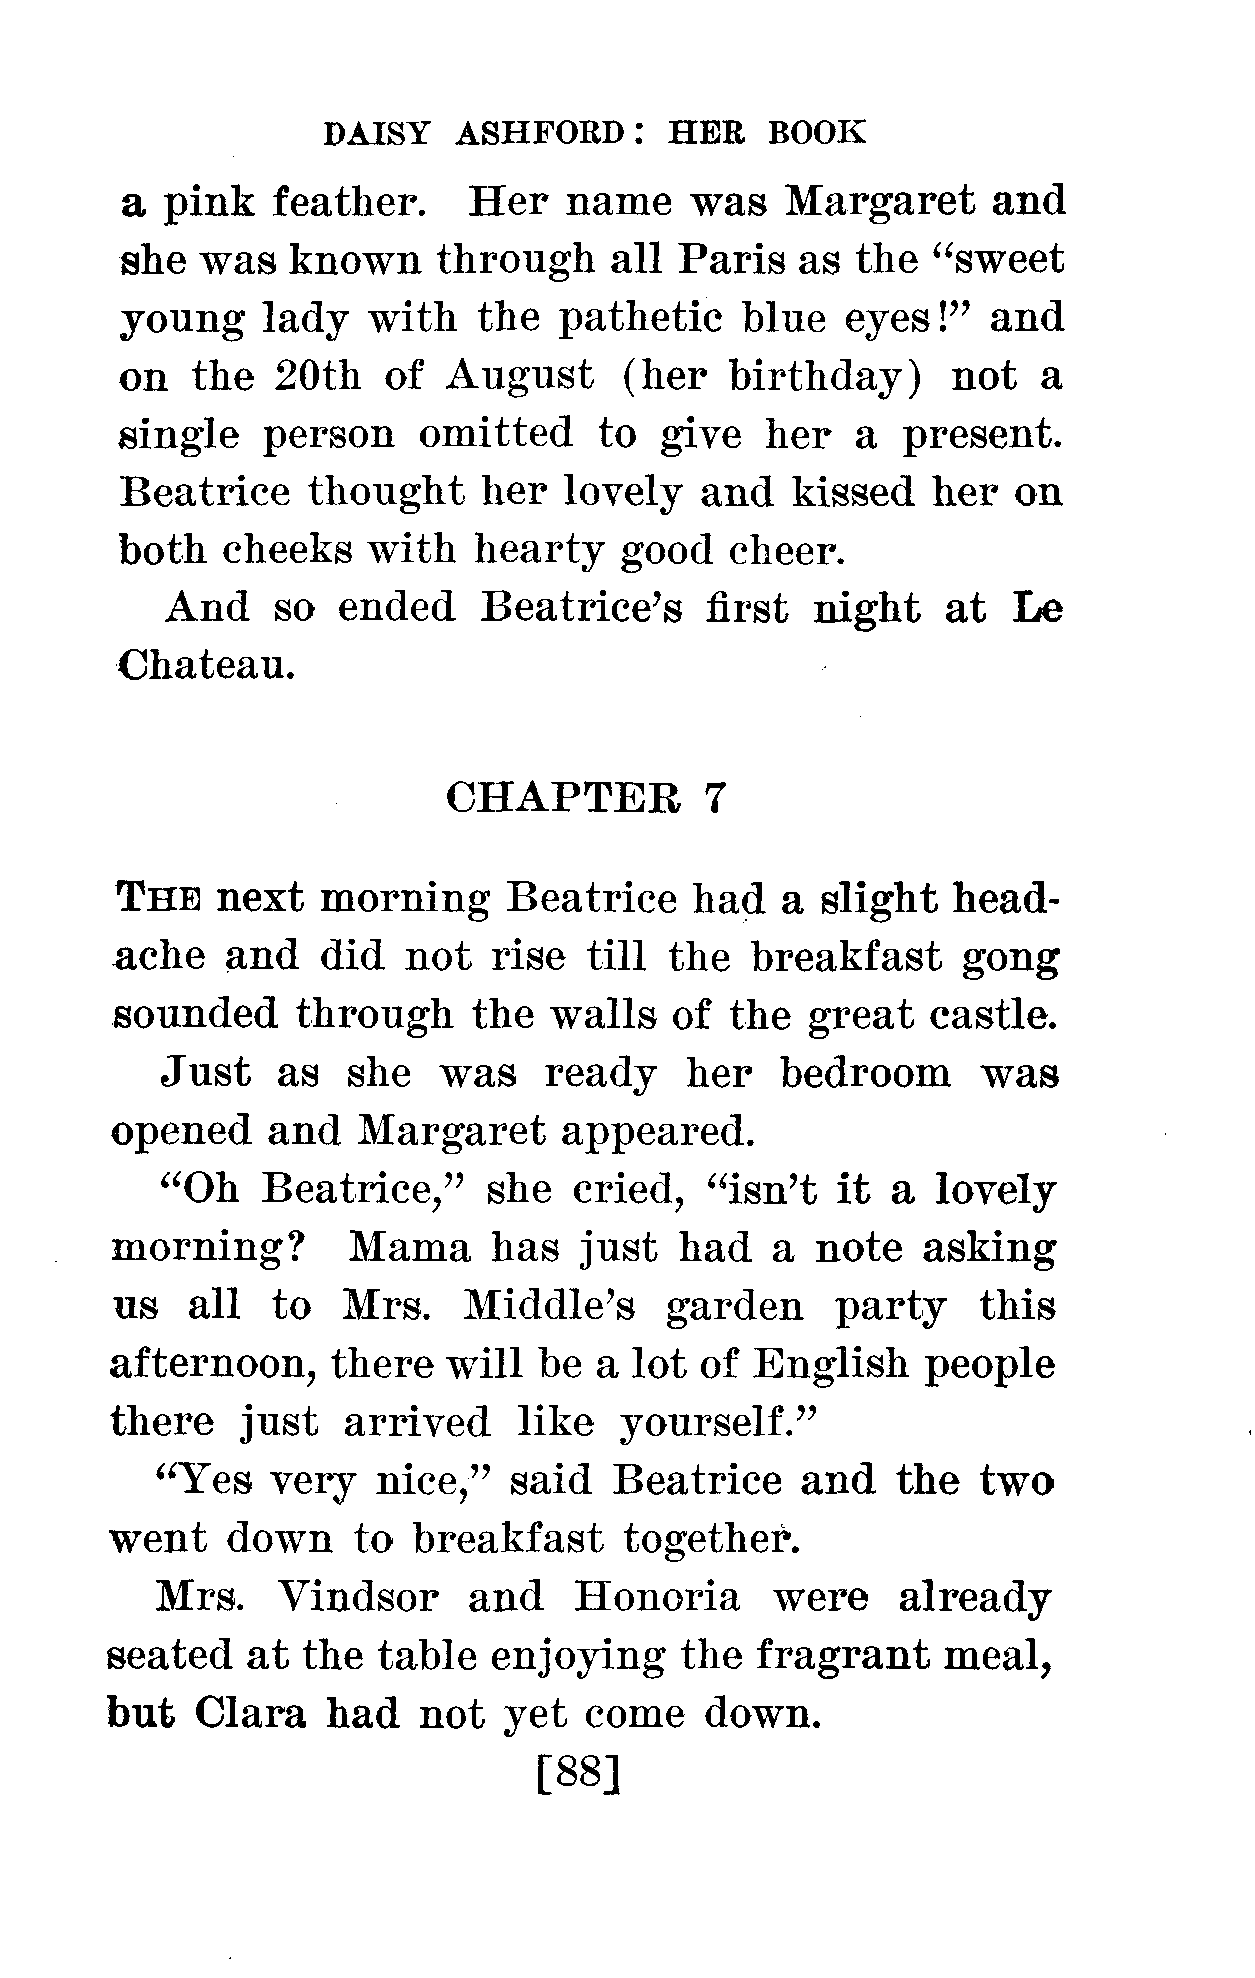 DAISY ASHFORD: HER BOOK
a pink feather. Her name was Margaret and
she was known through all Paris as the “sweet
young lady with the pathetic blue eyes!” and
on the 20th of August (her birthday) not a
single person omitted to give her a present.
Beatrice thought her lovely and kissed her on
both cheeks with hearty good cheer.
And so ended Beatrice’s first night at Le
Chateau.
CHAPTER 7
THE next morning Beatrice had a slight head-
ache and did not rise till the breakfast gong
sounded through the walls of the great castle.
Just as she was ready her bedroom was
opened and Margaret appeared.
“Oh Beatrice,” she cried, “isn’t it a lovely
morning? Mama has just had a note asking
us all to Mrs. Middle’s garden party this
afternoon, there will be a lot of English people
there just arrived like yourself.”
“Yes very nice,” said Beatrice and the two
went down to breakfast together.
Mrs. Vindsor and Honoria were already
seated at the table enjoying the fragrant meal,
but Clara had not yet come down.
[88]